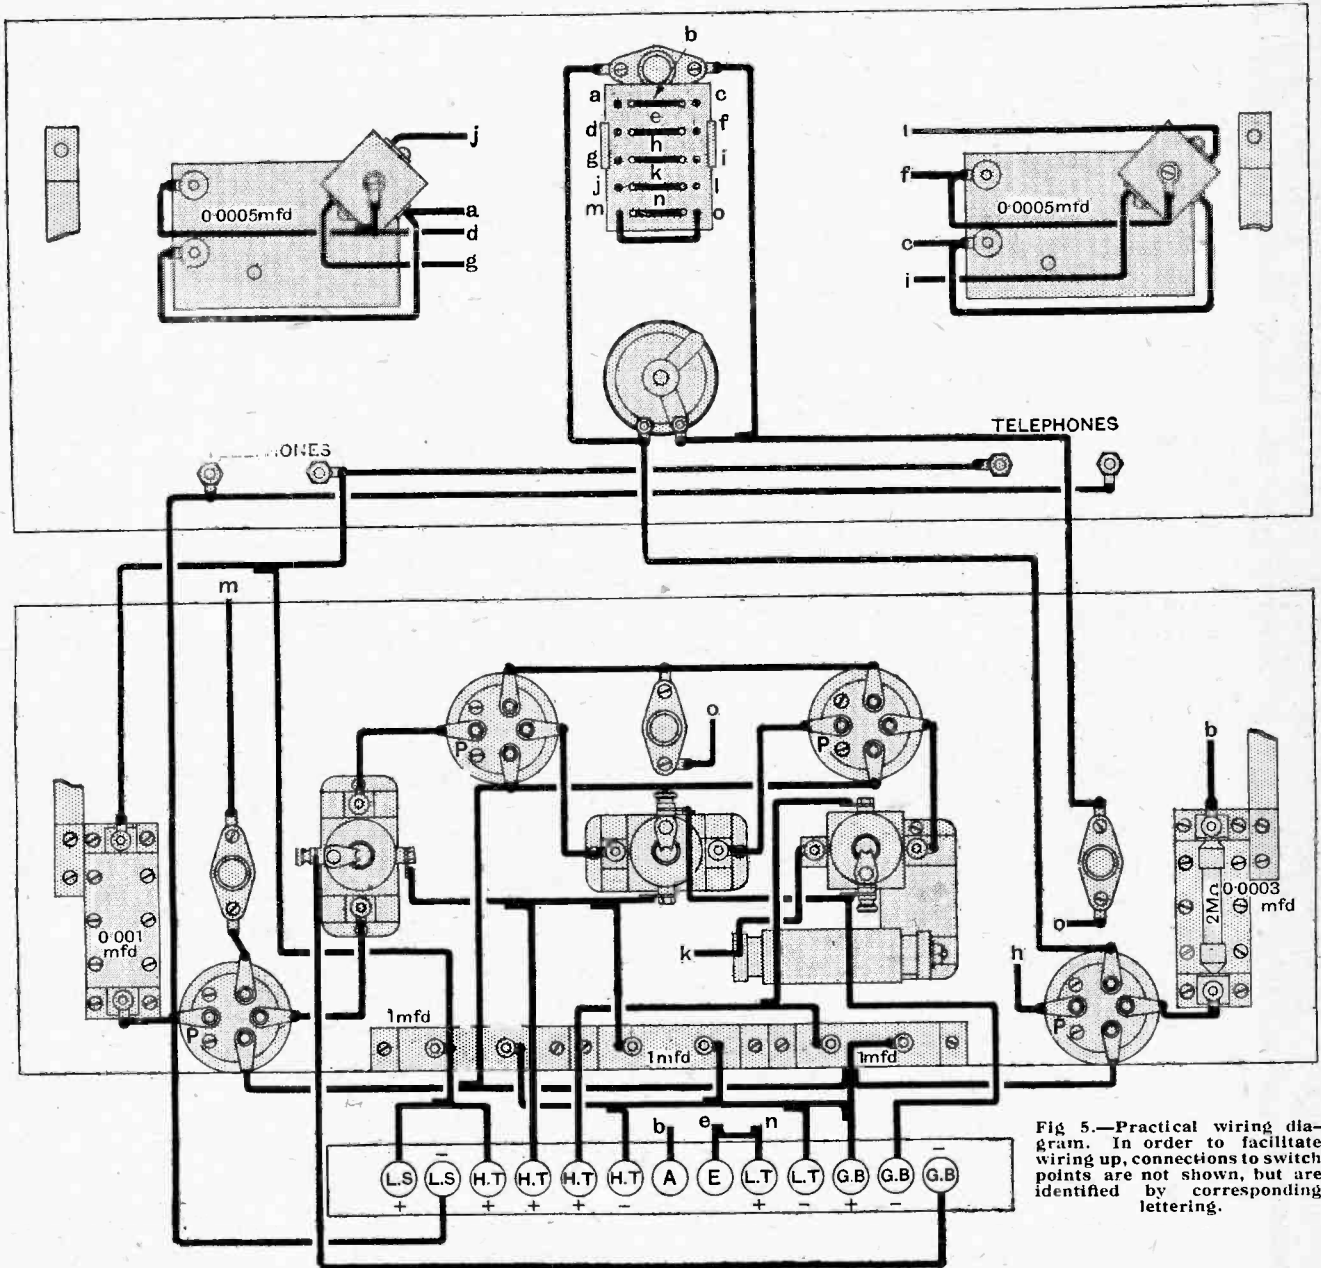 b
a c
e
d f
h
g i
k
j l
n
m o
j
0·0005mfd
a
d
g
l
f
0·0005mfd
c
i
TELEPHONES
ONES
m
P
o
P
b
0·001
mfd
k
2MΩ
0·0003
mfd
o
h
P
1mfd
1mfd
1mfd
P
b e n
L.S L.S H.T H.T H.T H.T A E L.T L.T G.B G.B G.B
+ − + + + − + − + − −
Fig 5.—Practical wiring dia-
gram. In order to facilitate
wiring up, connections to switch
points are not shown, but are
identified by corresponding
lettering.